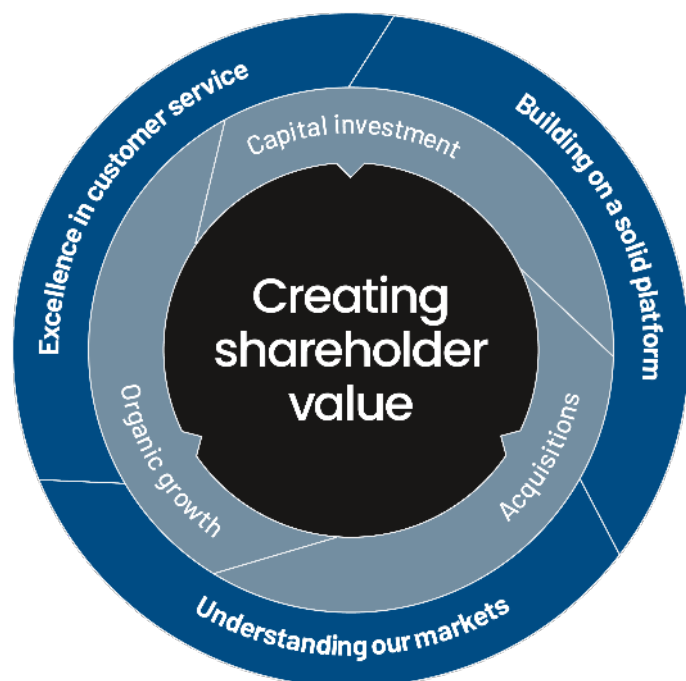 Excellence in customer service
Building on a solid platform
Understanding our markets
Capital investment
Acquisitions
Organic growth
Creating
shareholder
value